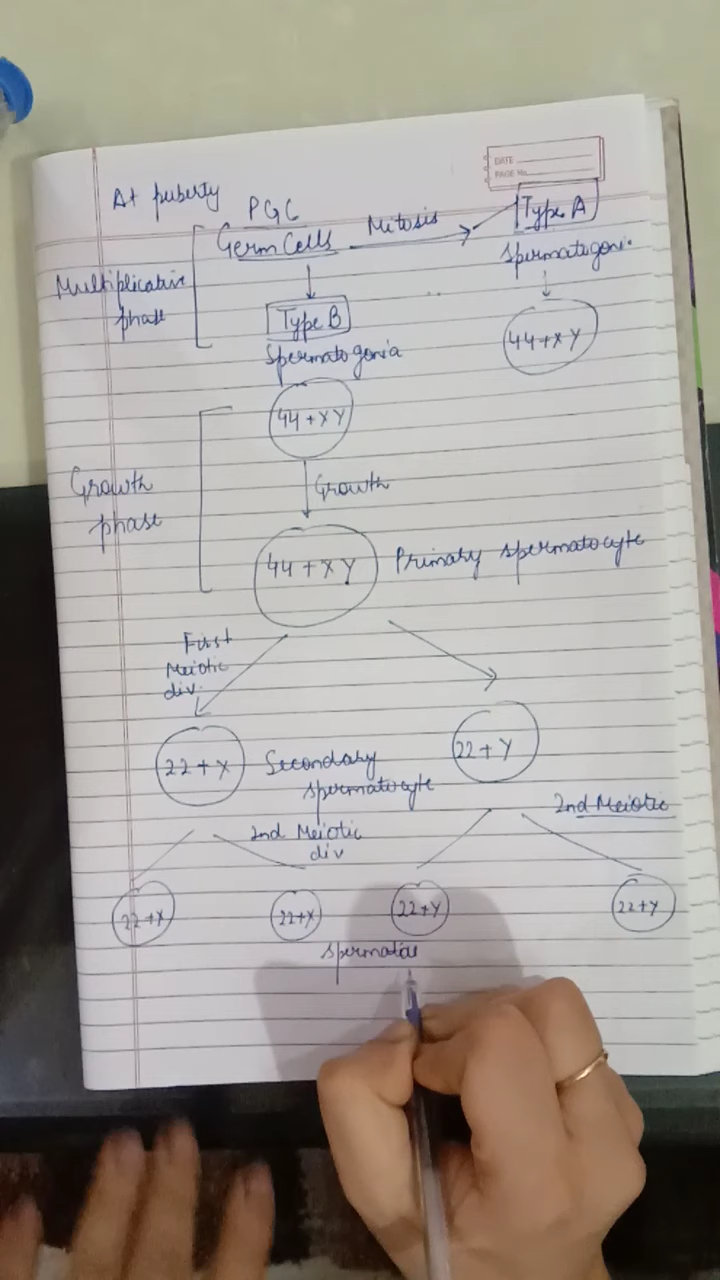 DATE
PAGE No.
At puberty
PGC
Germ Cells
Mitosis
Type A
Spermatogoni
Multiplicative
phase
Type B
Spermatogonia
44+XY
44+XY
Growth
phase
Growth
44+XY
Primary spermatocyte
First
Meiotic
div.
22+X
Secondary
spermatocyte
22+Y
2nd Meiotic
div
2nd Meiotic
22+X
22+X
22+Y
22+Y